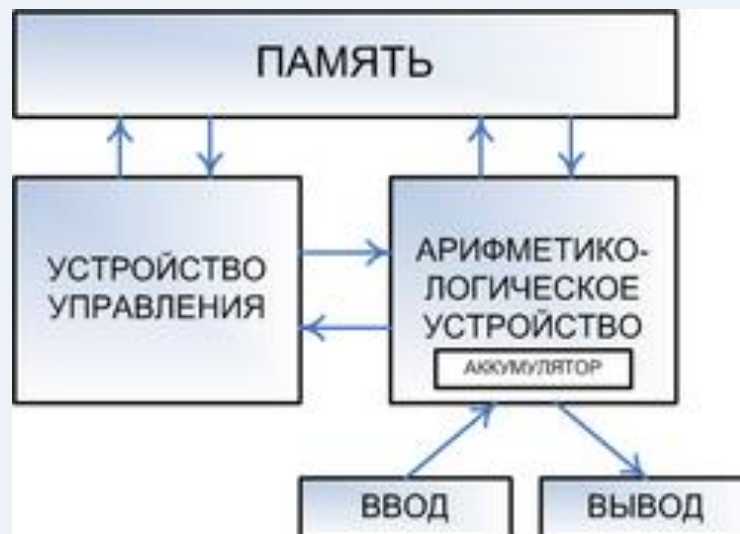 ПАМЯТЬ
УСТРОЙСТВО
УПРАВЛЕНИЯ
АРИФМЕТИКО-
ЛОГИЧЕСКОЕ
УСТРОЙСТВО
АККУМУЛЯТОР
ВВОД
ВЫВОД